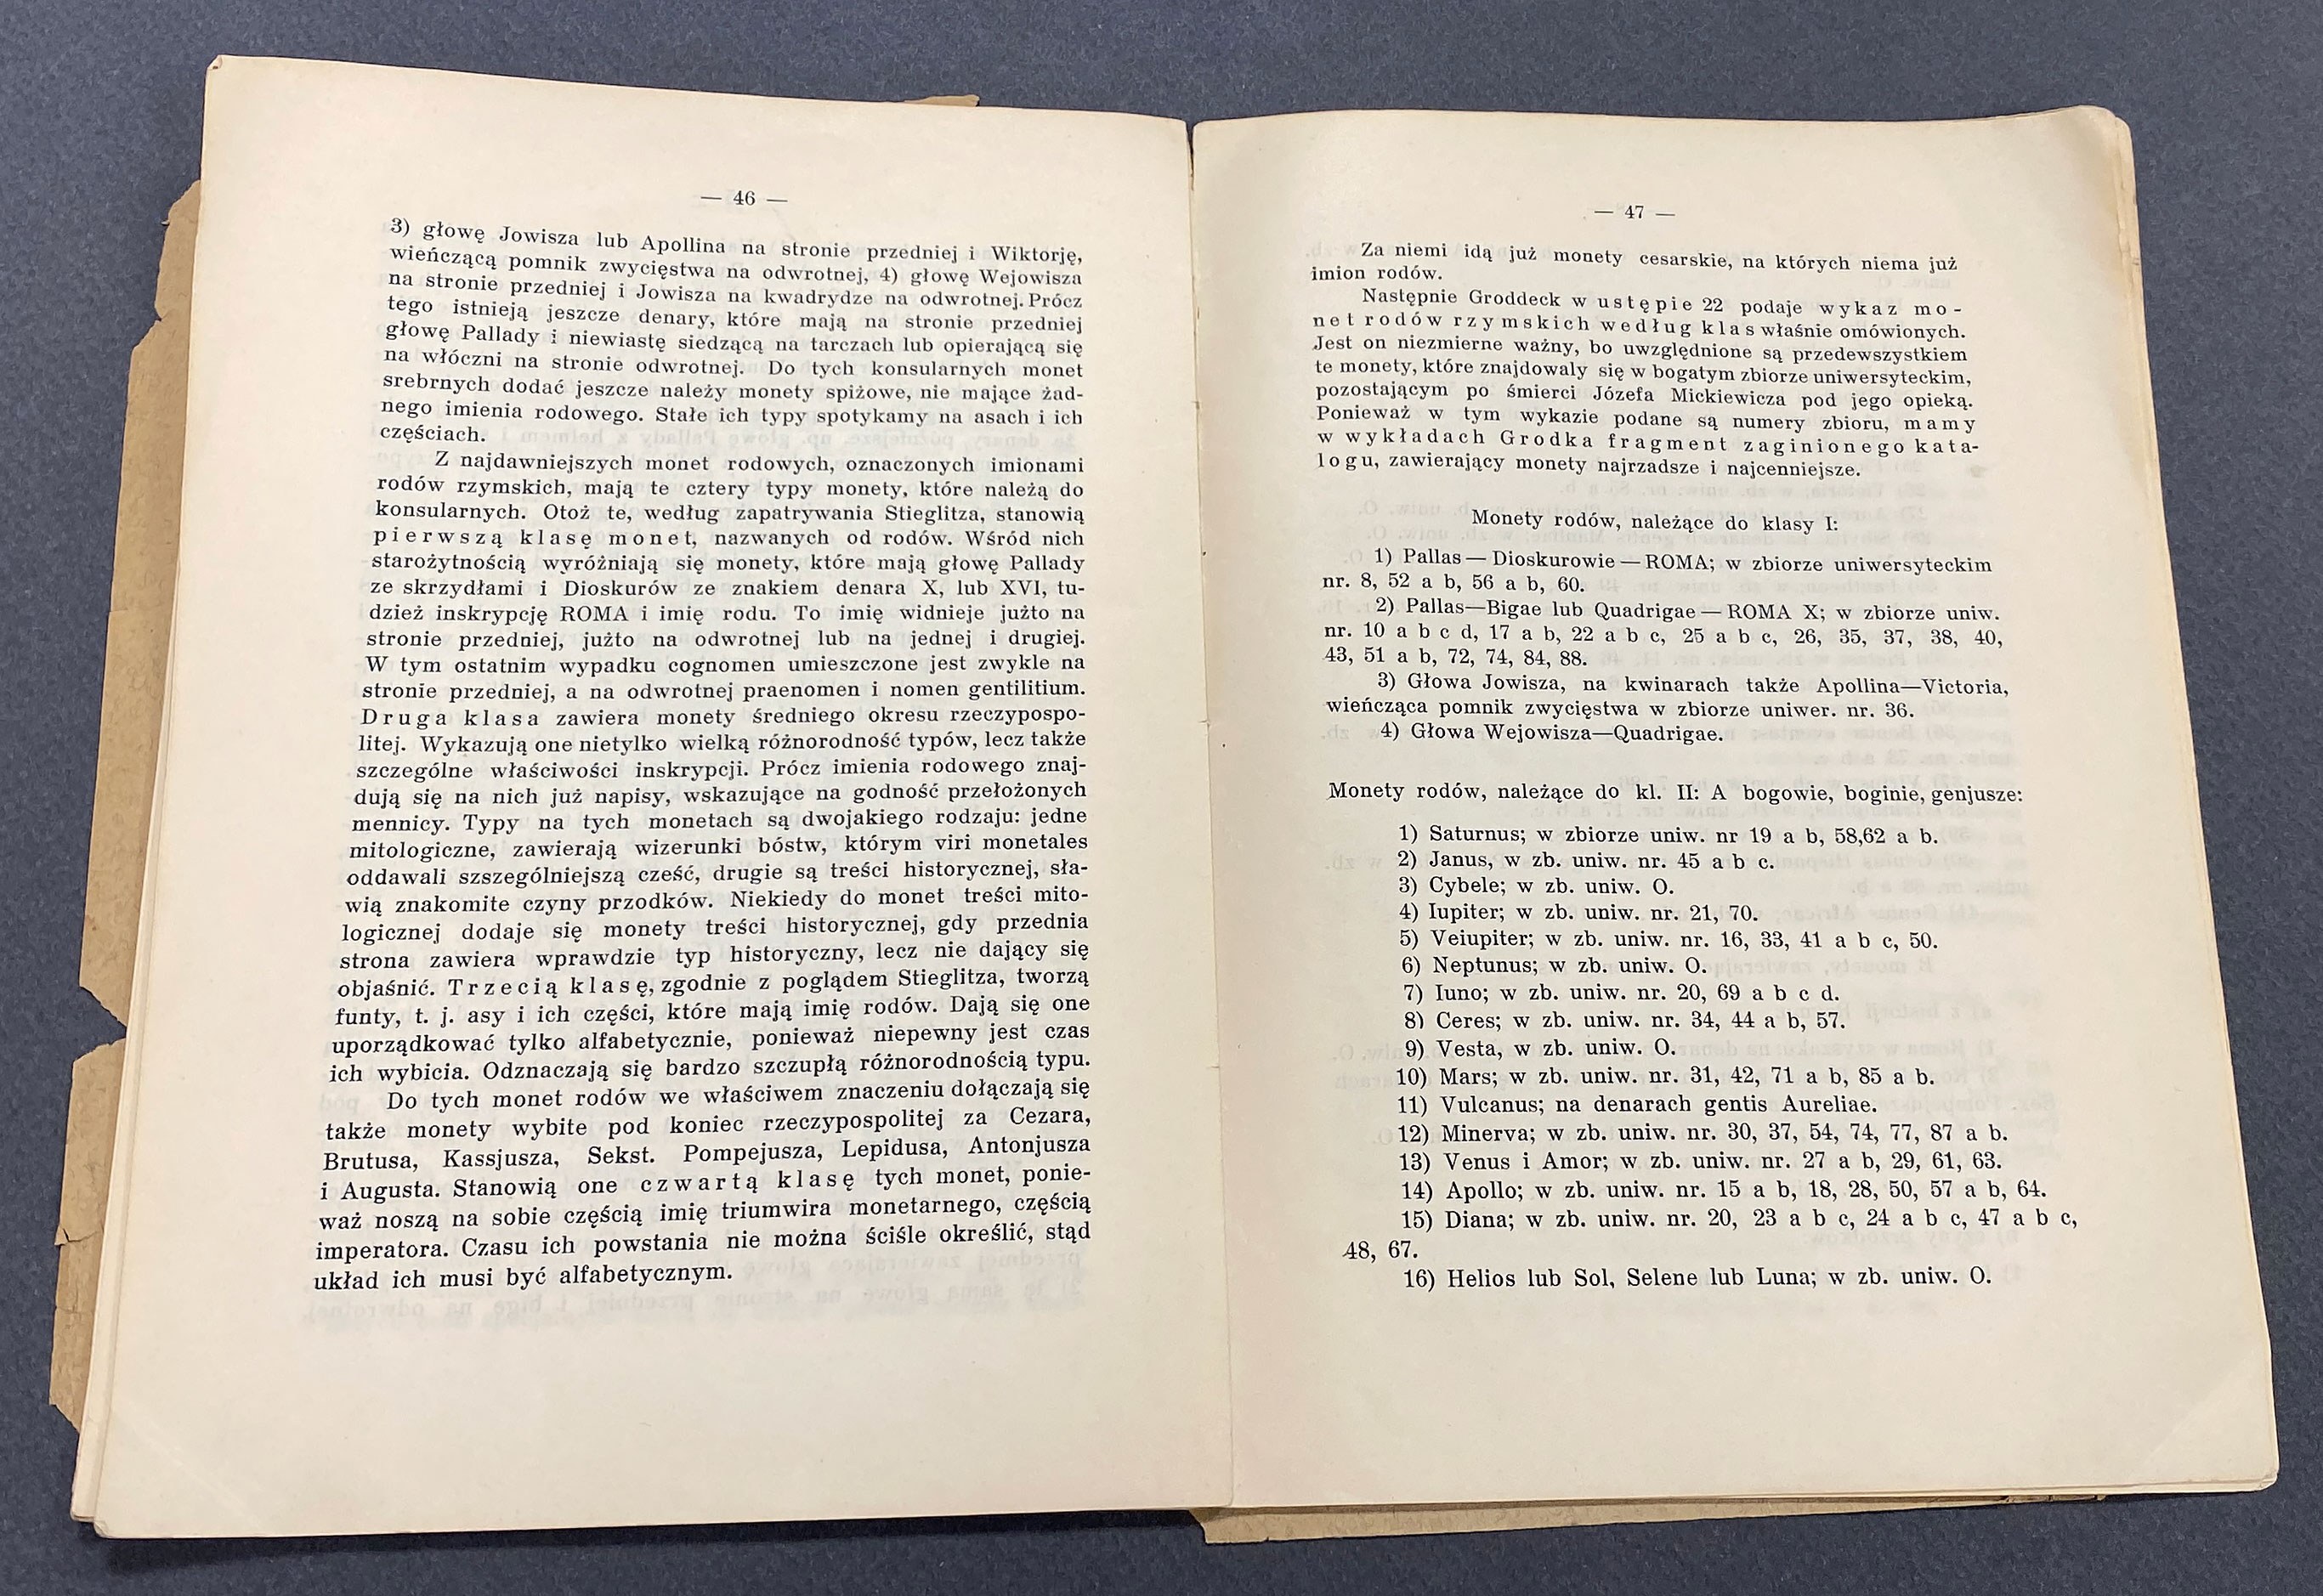 — 46 —
3) głowę Jowisza lub Apollina na stronie przedniej i Wiktorję,
wieńczącą pomnik zwycięstwa na odwrotnej, 4) głowę Wejowisza
na stronie przedniej i Jowisza na kwadrydze na odwrotnej. Prócz
tego istnieją jeszcze denary, które mają na stronie przedniej
głowę Pallady i niewiastę siedzącą na tarczach lub opierającą się
na włóczni na stronie odwrotnej. Do tych konsularnych monet
srebrnych dodać jeszcze należy monety spiżowe, nie mające żad-
nego imienia rodowego. Stałe ich typy spotykamy na asach i ich
częściach.
Z najdawniejszych monet rodowych, oznaczonych imionami
rodów rzymskich, mają te cztery typy monety, które należą do
konsularnych. Otoż te, według zapatrywania Stieglitza, stanowią
pierwszą klasę monet, nazwanych od rodów. Wśród nich
starożytnością wyróżniają się monety, które mają głowę Pallady
ze skrzydłami i Dioskurów ze znakiem denara X, lub XVI, tu-
dzież inskrypcję ROMA i imię rodu. To imię widnieje jużto na
stronie przedniej, jużto na odwrotnej lub na jednej i drugiej.
W tym ostatnim wypadku cognomen umieszczone jest zwykle na
stronie przedniej, a na odwrotnej praenomen i nomen gentilitium.
Druga klasa zawiera monety średniego okresu rzeczypospo-
litej. Wykazują one nietylko wielką różnorodność typów, lecz także
szczególne właściwości inskrypcji. Prócz imienia rodowego znaj-
dują się na nich już napisy, wskazujące na godność przełożonych
mennicy. Typy na tych monetach są dwojakiego rodzaju: jedne
mitologiczne, zawierają wizerunki bóstw, którym viri monetales
oddawali szszególniejszą cześć, drugie są treści historycznej, sła-
wią znakomite czyny przodków. Niekiedy do monet treści mito-
logicznej dodaje się monety treści historycznej, gdy przednia
strona zawiera wprawdzie typ historyczny, lecz nie dający się
objaśnić. Trzecią klasę, zgodnie z poglądem Stieglitza, tworzą
funty, t. j. asy i ich części, które mają imię rodów. Dają się one
uporządkować tylko alfabetycznie, ponieważ niepewny jest czas
ich wybicia. Odznaczają się bardzo szczupłą różnorodnością typu.
Do tych monet rodów we właściwem znaczeniu dołączają się
także monety wybite pod koniec rzeczypospolitej za Cezara,
Brutusa, Kassjusza, Sekst. Pompejusza, Lepidusa, Antonjusza
i Augusta. Stanowią one czwartą klasę tych monet, ponie-
waż noszą na sobie częścią imię triumwira monetarnego, częścią
imperatora. Czasu ich powstania nie można ściśle określić, stąd
układ ich musi być alfabetycznym.
— 47 —
Za niemi idą już monety cesarskie, na których niema już
imion rodów.
Następnie Groddeck w ustępie 22 podaje wykaz mo-
net rodów rzymskich według klas właśnie omówionych.
Jest on niezmierne ważny, bo uwzględnione są przedewszystkiem
te monety, które znajdowaly się w bogatym zbiorze uniwersyteckim,
pozostającym po śmierci Józefa Mickiewicza pod jego opieką.
Ponieważ w tym wykazie podane są numery zbioru, mamy
w wykładach Grodka fragment zaginionego kata-
logu, zawierający monety najrzadsze i najcenniejsze.
Monety rodów, należące do klasy I:
1) Pallas — Dioskurowie — ROMA; w zbiorze uniwersyteckim
nr. 8, 52 a b, 56 a b, 60.
2) Pallas—Bigae lub Quadrigae — ROMA X; w zbiorze uniw.
nr. 10 a b c d, 17 a b, 22 a b c, 25 a b c, 26, 35, 37, 38, 40,
43, 51 a b, 72, 74, 84, 88.
3) Głowa Jowisza, na kwinarach także Apollina—Victoria,
wieńcząca pomnik zwycięstwa w zbiorze uniwer. nr. 36.
4) Głowa Wejowisza—Quadrigae.
Monety rodów, należące do kl. II: A bogowie, boginie, genjusze:
1) Saturnus; w zbiorze uniw. nr 19 a b, 58,62 a b.
2) Janus, w zb. uniw. nr. 45 a b c.
3) Cybele; w zb. uniw. O.
4) Iupiter; w zb. uniw. nr. 21, 70.
5) Veiupiter; w zb. uniw. nr. 16, 33, 41 a b c, 50.
6) Neptunus; w zb. uniw. O.
7) Iuno; w zb. uniw. nr. 20, 69 a b c d.
8) Ceres; w zb. uniw. nr. 34, 44 a b, 57.
9) Vesta, w zb. uniw. O.
10) Mars; w zb. uniw. nr. 31, 42, 71 a b, 85 a b.
11) Vulcanus; na denarach gentis Aureliae.
12) Minerva; w zb. uniw. nr. 30, 37, 54, 74, 77, 87 a b.
13) Venus i Amor; w zb. uniw. nr. 27 a b, 29, 61, 63.
14) Apollo; w zb. uniw. nr. 15 a b, 18, 28, 50, 57 a b, 64.
15) Diana; w zb. uniw. nr. 20, 23 a b c, 24 a b c, 47 a b c,
48, 67.
16) Helios lub Sol, Selene lub Luna; w zb. uniw. O.